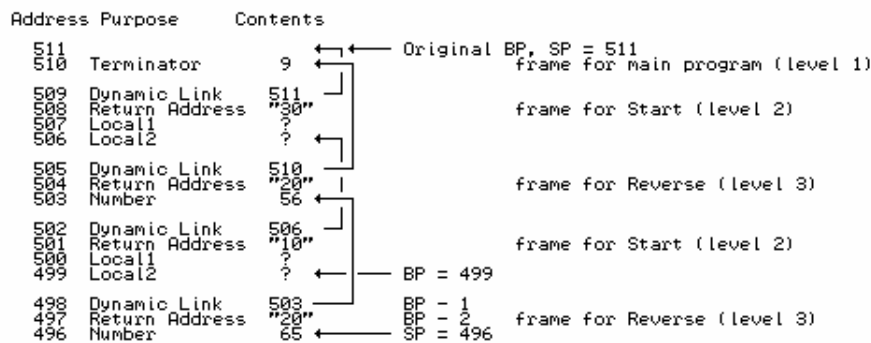 Address Purpose Contents
511 Original BP, SP = 511
510 Terminator 9 frame for main program (level 1)
509 Dynamic Link 511
508 Return Address "30" frame for Start (level 2)
507 Local1 ?
506 Local2 ?
505 Dynamic Link 510
504 Return Address "20" frame for Reverse (level 3)
503 Number 56
502 Dynamic Link 506
501 Return Address "10" frame for Start (level 2)
500 Local1 ?
499 Local2 ? BP = 499
498 Dynamic Link 503 BP - 1
497 Return Address "20" BP - 2 frame for Reverse (level 3)
496 Number 65 SP = 496